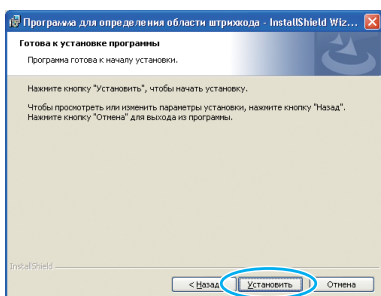 Программа для определения области штрихкода - InstallShield Wiz...
Готова к установке программы
Программа готова к началу установки.
Нажмите кнопку "Установить", чтобы начать установку.
Чтобы просмотреть или изменить параметры установки, нажмите кнопку "Назад".
Нажмите кнопку "Отмена" для выхода из программы.
InstallShield
< Назад Установить Отмена